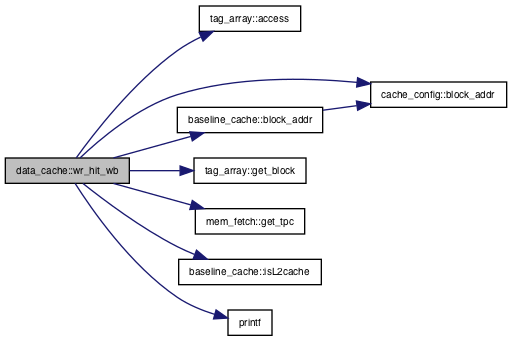 tag_array::access
cache_config::block_addr
baseline_cache::block_addr
data_cache::wr_hit_wb
tag_array::get_block
mem_fetch::get_tpc
baseline_cache::isL2cache
printf